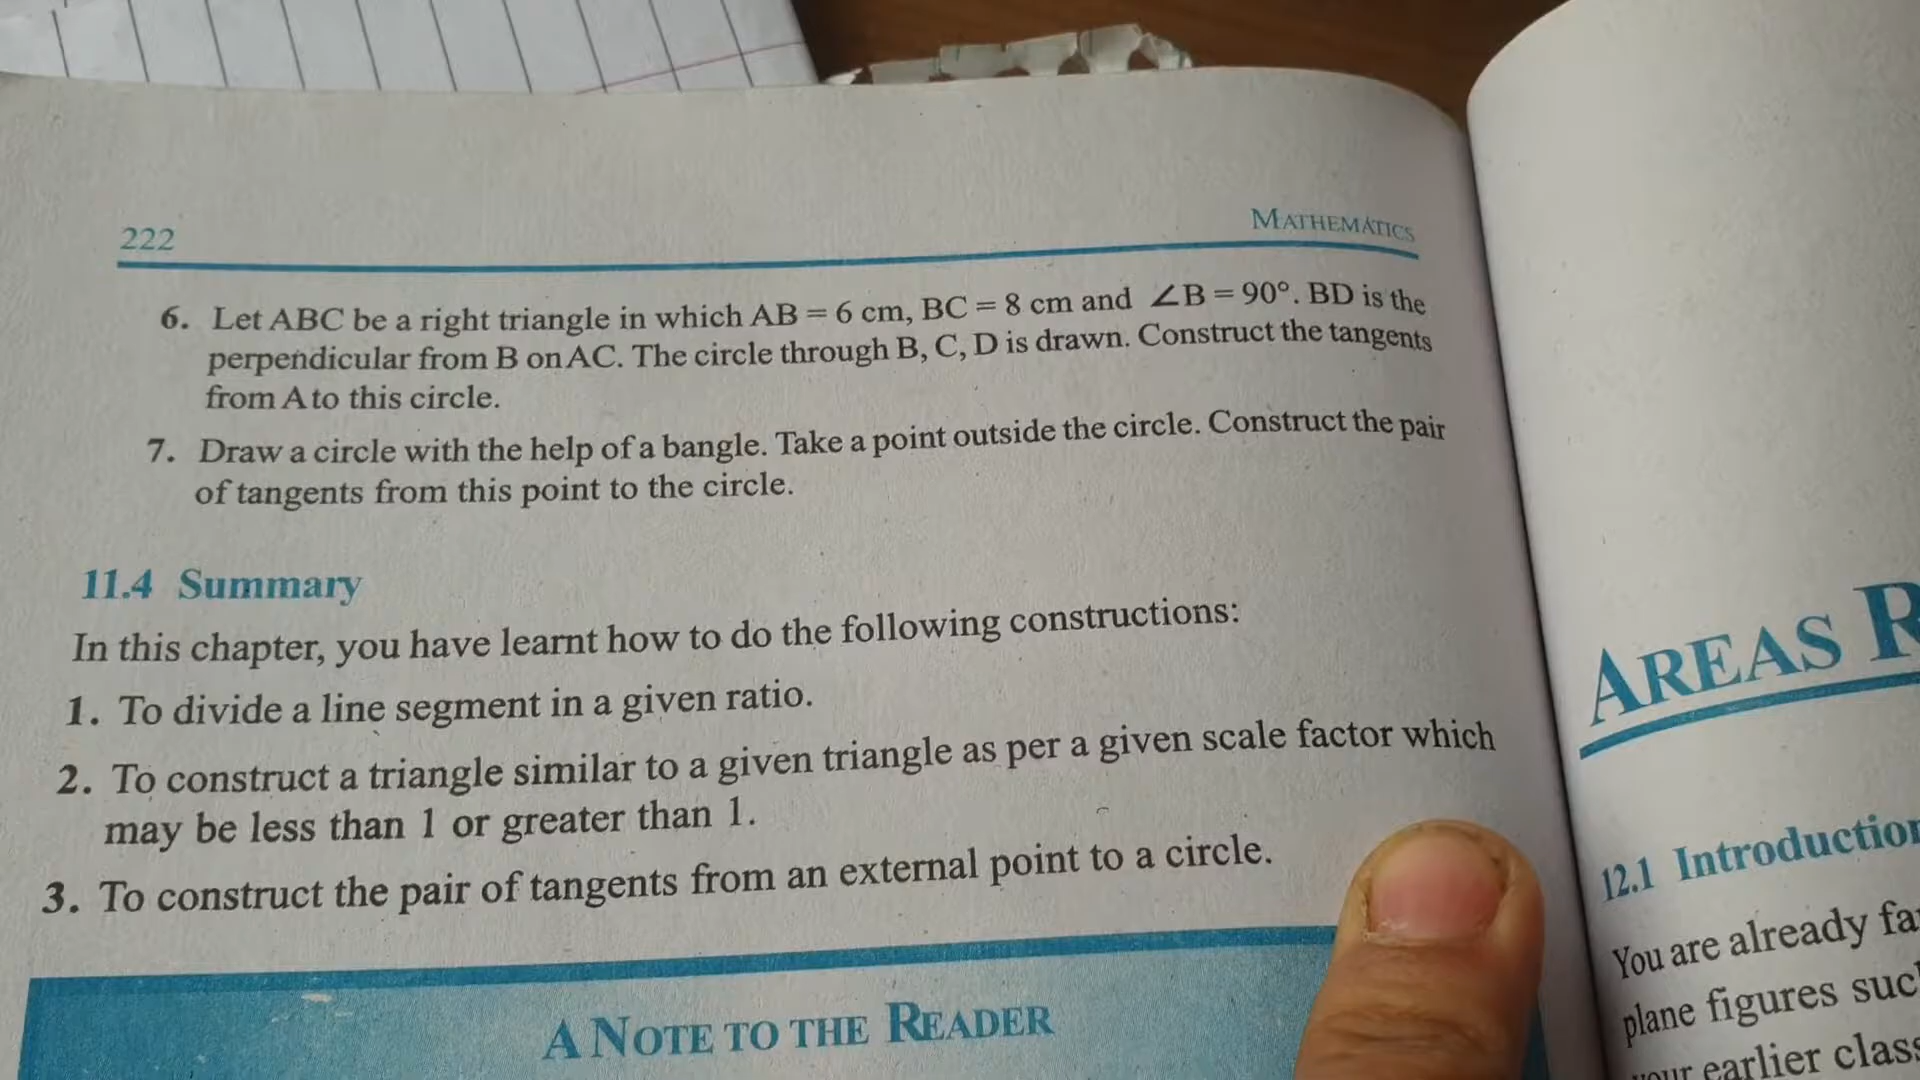 222
MATHEMATICS
6. Let ABC be a right triangle in which AB = 6 cm, BC = 8 cm and ∠B = 90°. BD is the
perpendicular from B on AC. The circle through B, C, D is drawn. Construct the tangents
from A to this circle.
7. Draw a circle with the help of a bangle. Take a point outside the circle. Construct the pair
of tangents from this point to the circle.
11.4 Summary
In this chapter, you have learnt how to do the following constructions:
1. To divide a line segment in a given ratio.
2. To construct a triangle similar to a given triangle as per a given scale factor which
may be less than 1 or greater than 1.
3. To construct the pair of tangents from an external point to a circle.
A NOTE TO THE READER
AREAS R
12.1 Introduction
You are already
plane figures
earlier